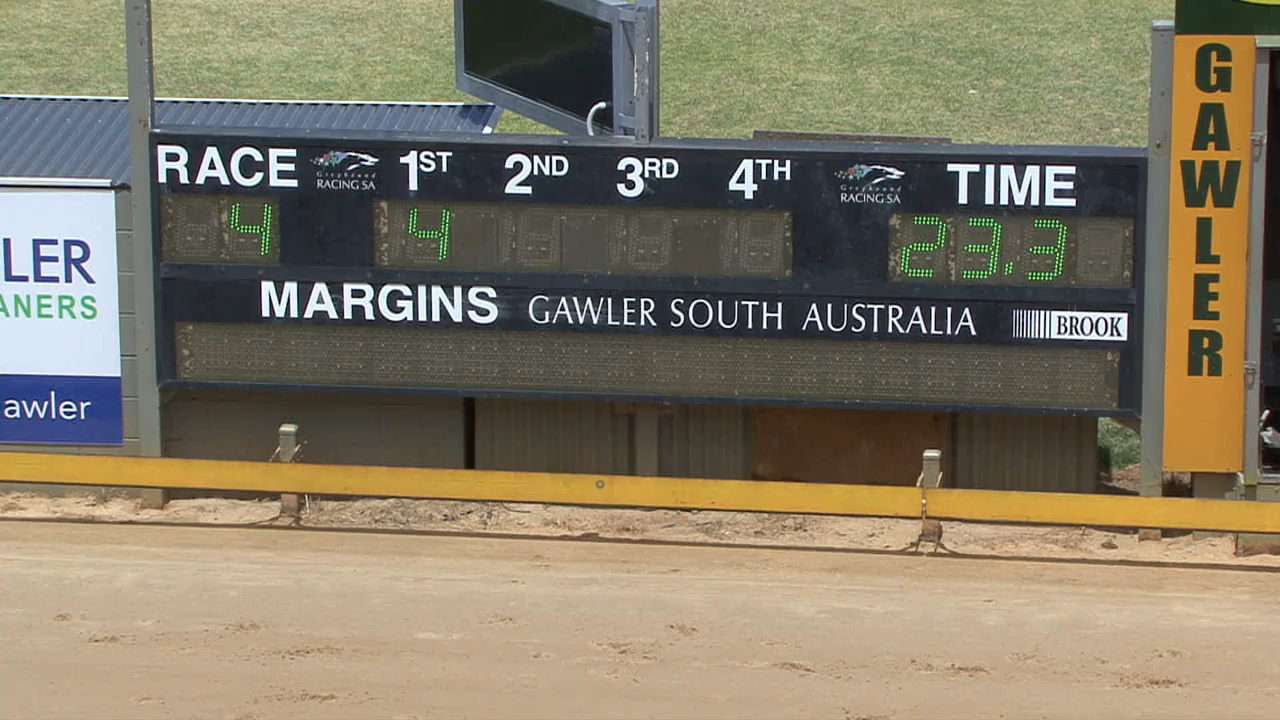 RACE
Greyhound
RACING SA
1ST 2ND 3RD 4TH
Greyhound
RACING SA
TIME
4 4 23.3
MARGINS GAWLER SOUTH AUSTRALIA BROOK
GAWLER
LER
ANERS
awler